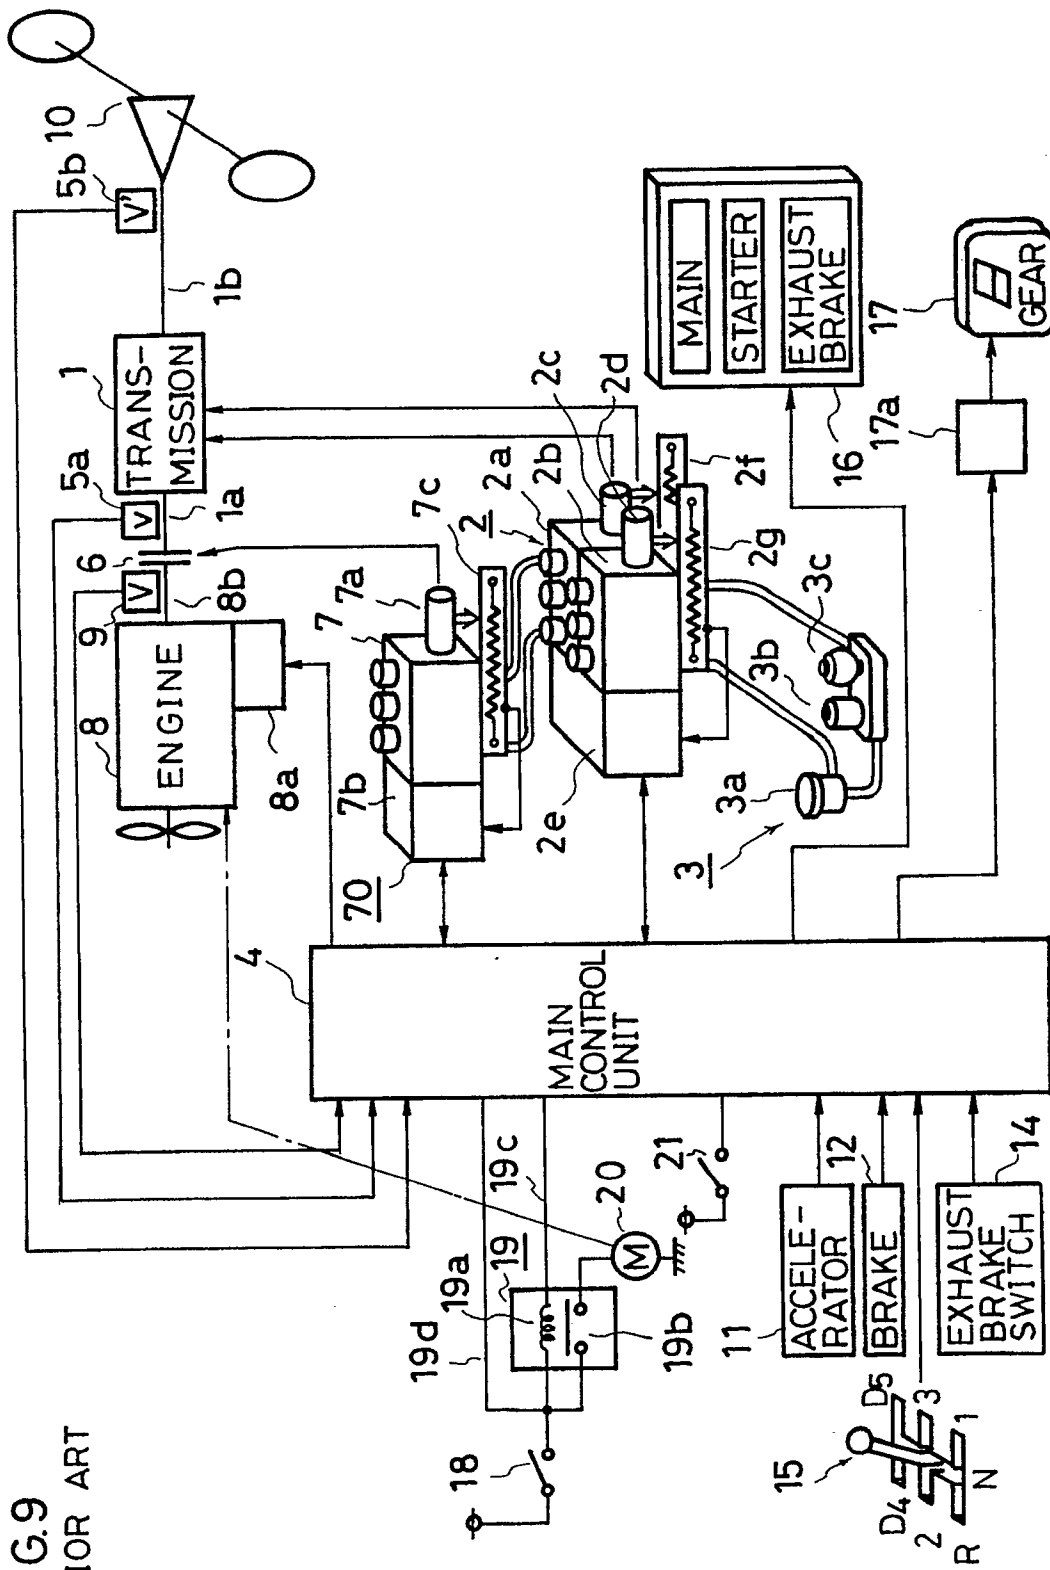 G.9
IOR ART
10
5b
V'
1b
1
TRANS-
MISSION
5a
V
1a
6
9
V
8b
8
ENGINE
8a
7
7a
7b
7c
70
2
2a
2b
2c
2d
2e
2f
2g
3
3a
3b
3c
MAIN
STARTER
EXHAUST
BRAKE
16
17
GEAR
17a
4
MAIN
CONTROL
UNIT
18
19
19a
19b
19c
19d
20
M
21
11
ACCELE-
RATOR
12
BRAKE
14
EXHAUST
BRAKE
SWITCH
15
D4
D5
2
3
R
N
1